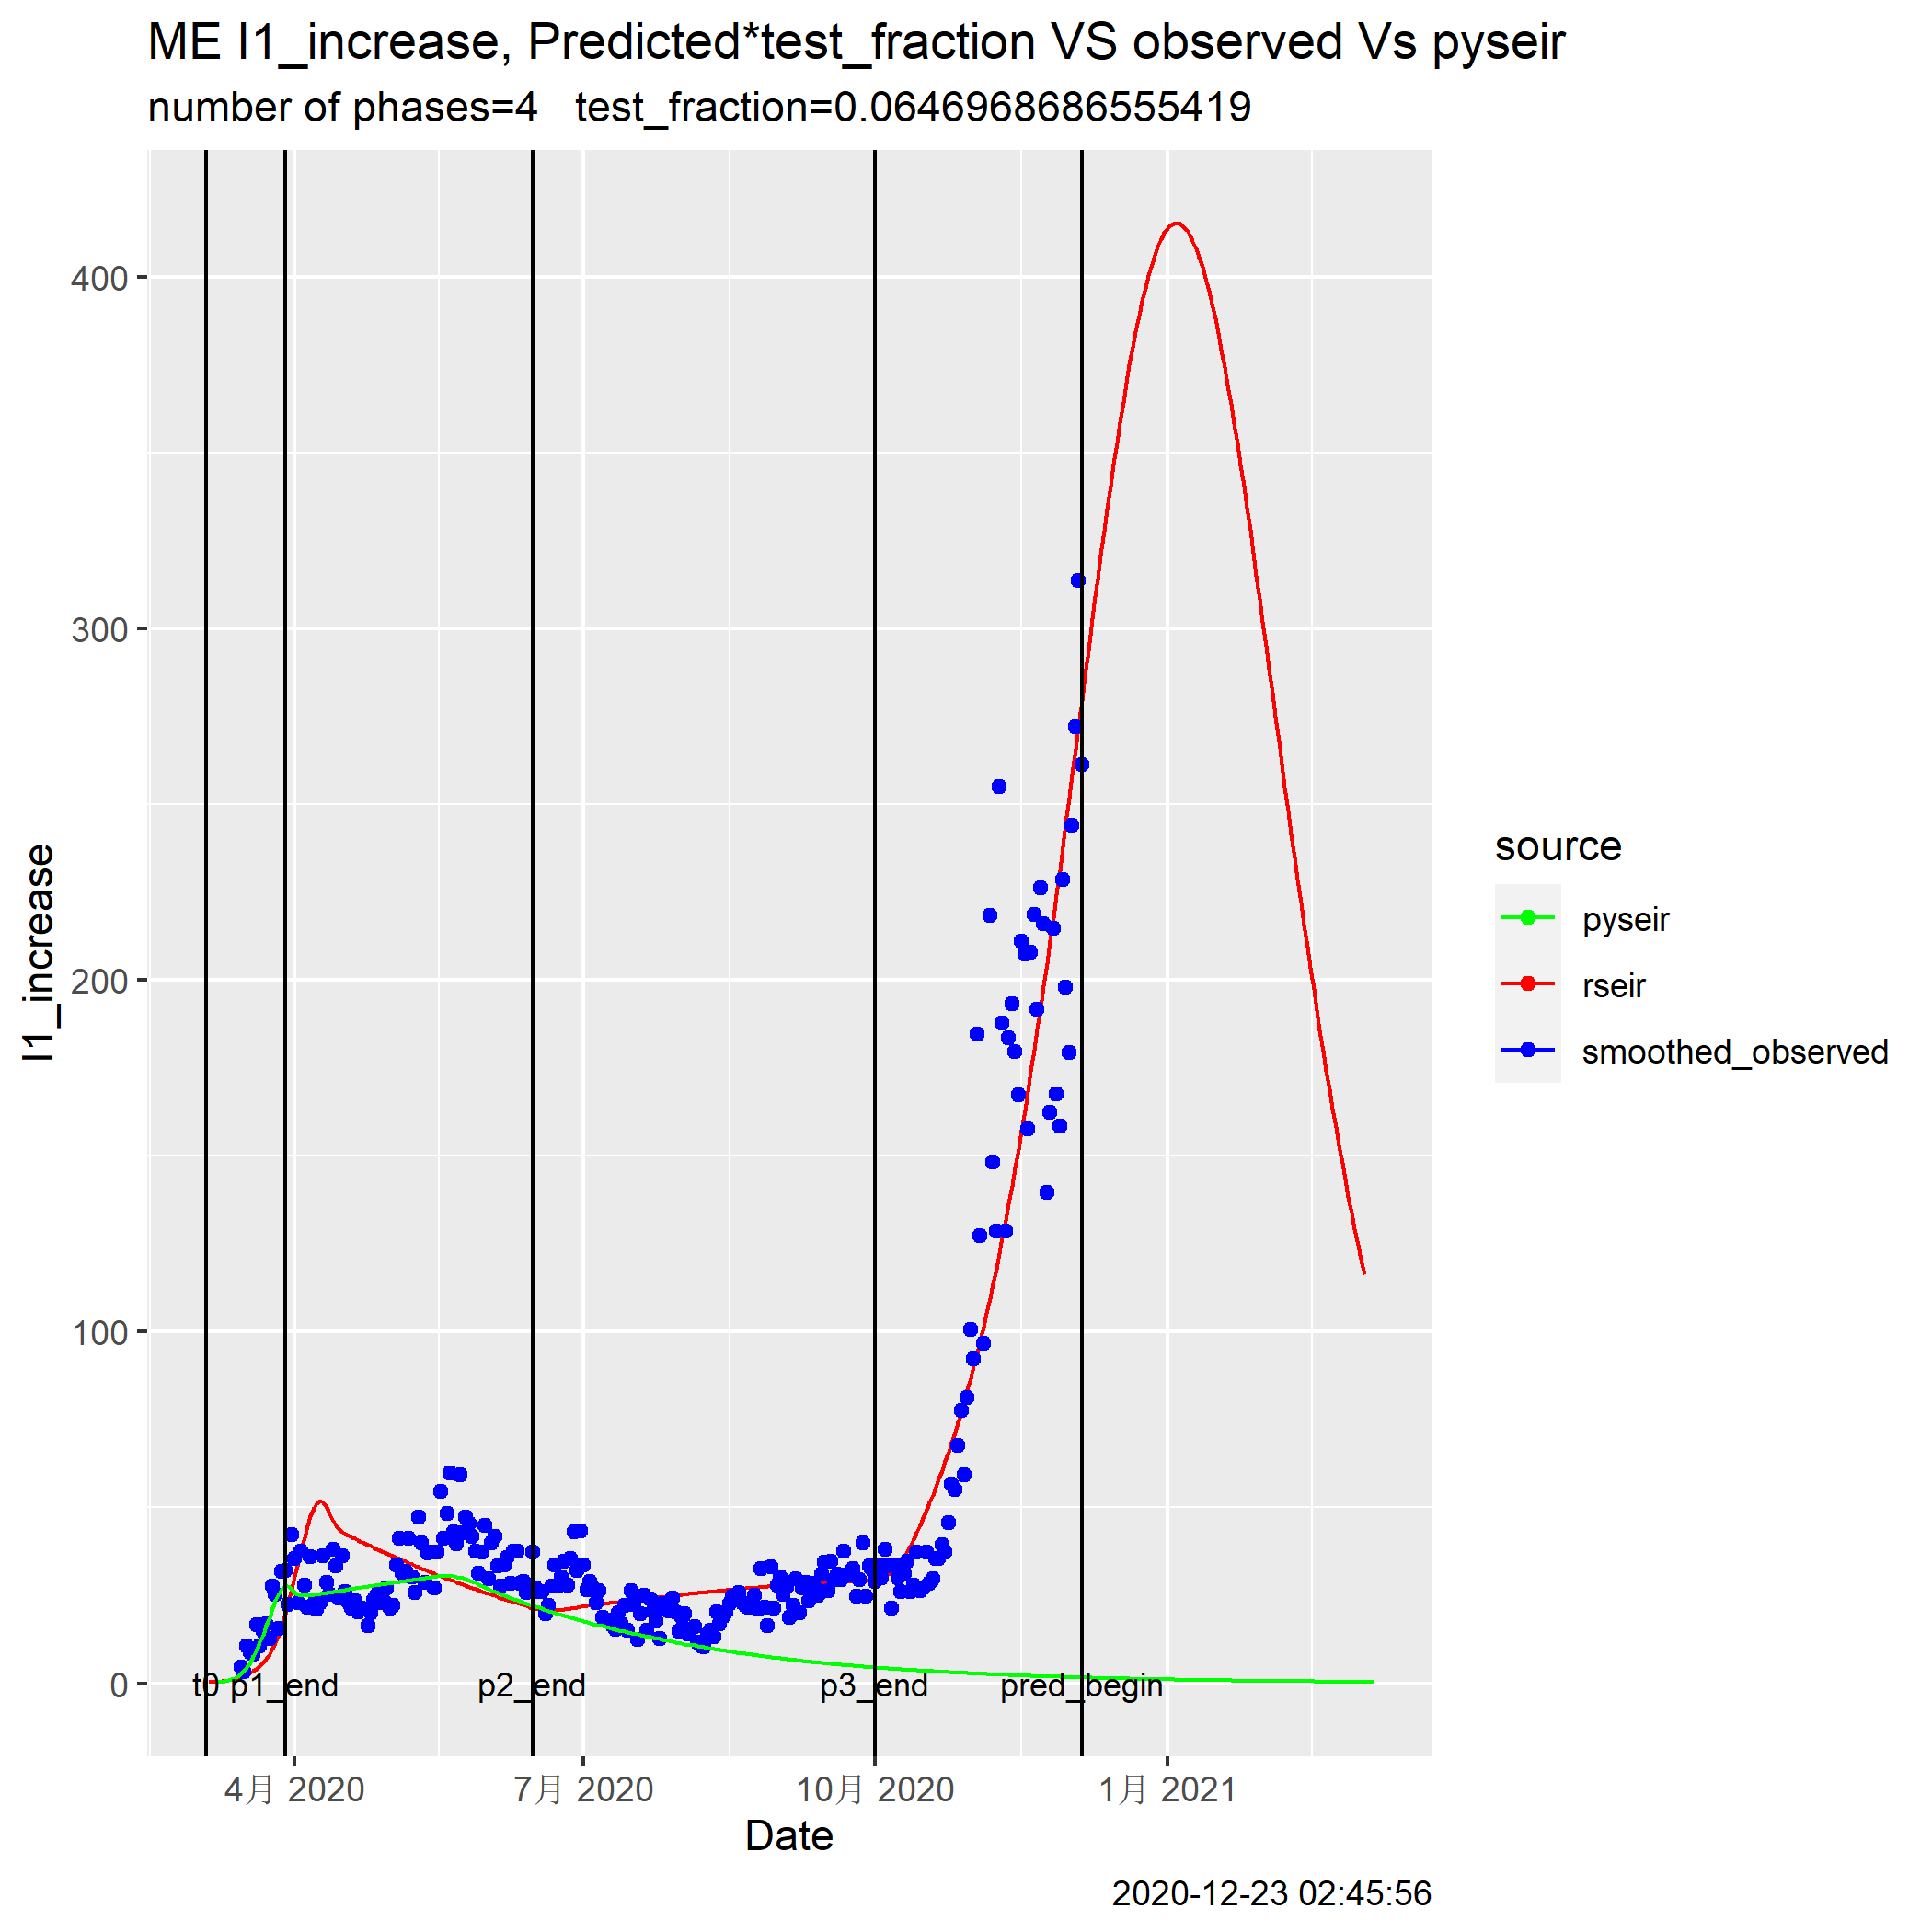 ME I1_increase, Predicted*test_fraction VS observed Vs pyseir
number of phases=4   test_fraction=0.0646968686555419
400
300
200
100
0
I1_increase
t0 p1_end p2_end p3_end pred_begin
4月 2020 7月 2020 10月 2020 1月 2021
Date
source
pyseir
rseir
smoothed_observed
2020-12-23 02:45:56